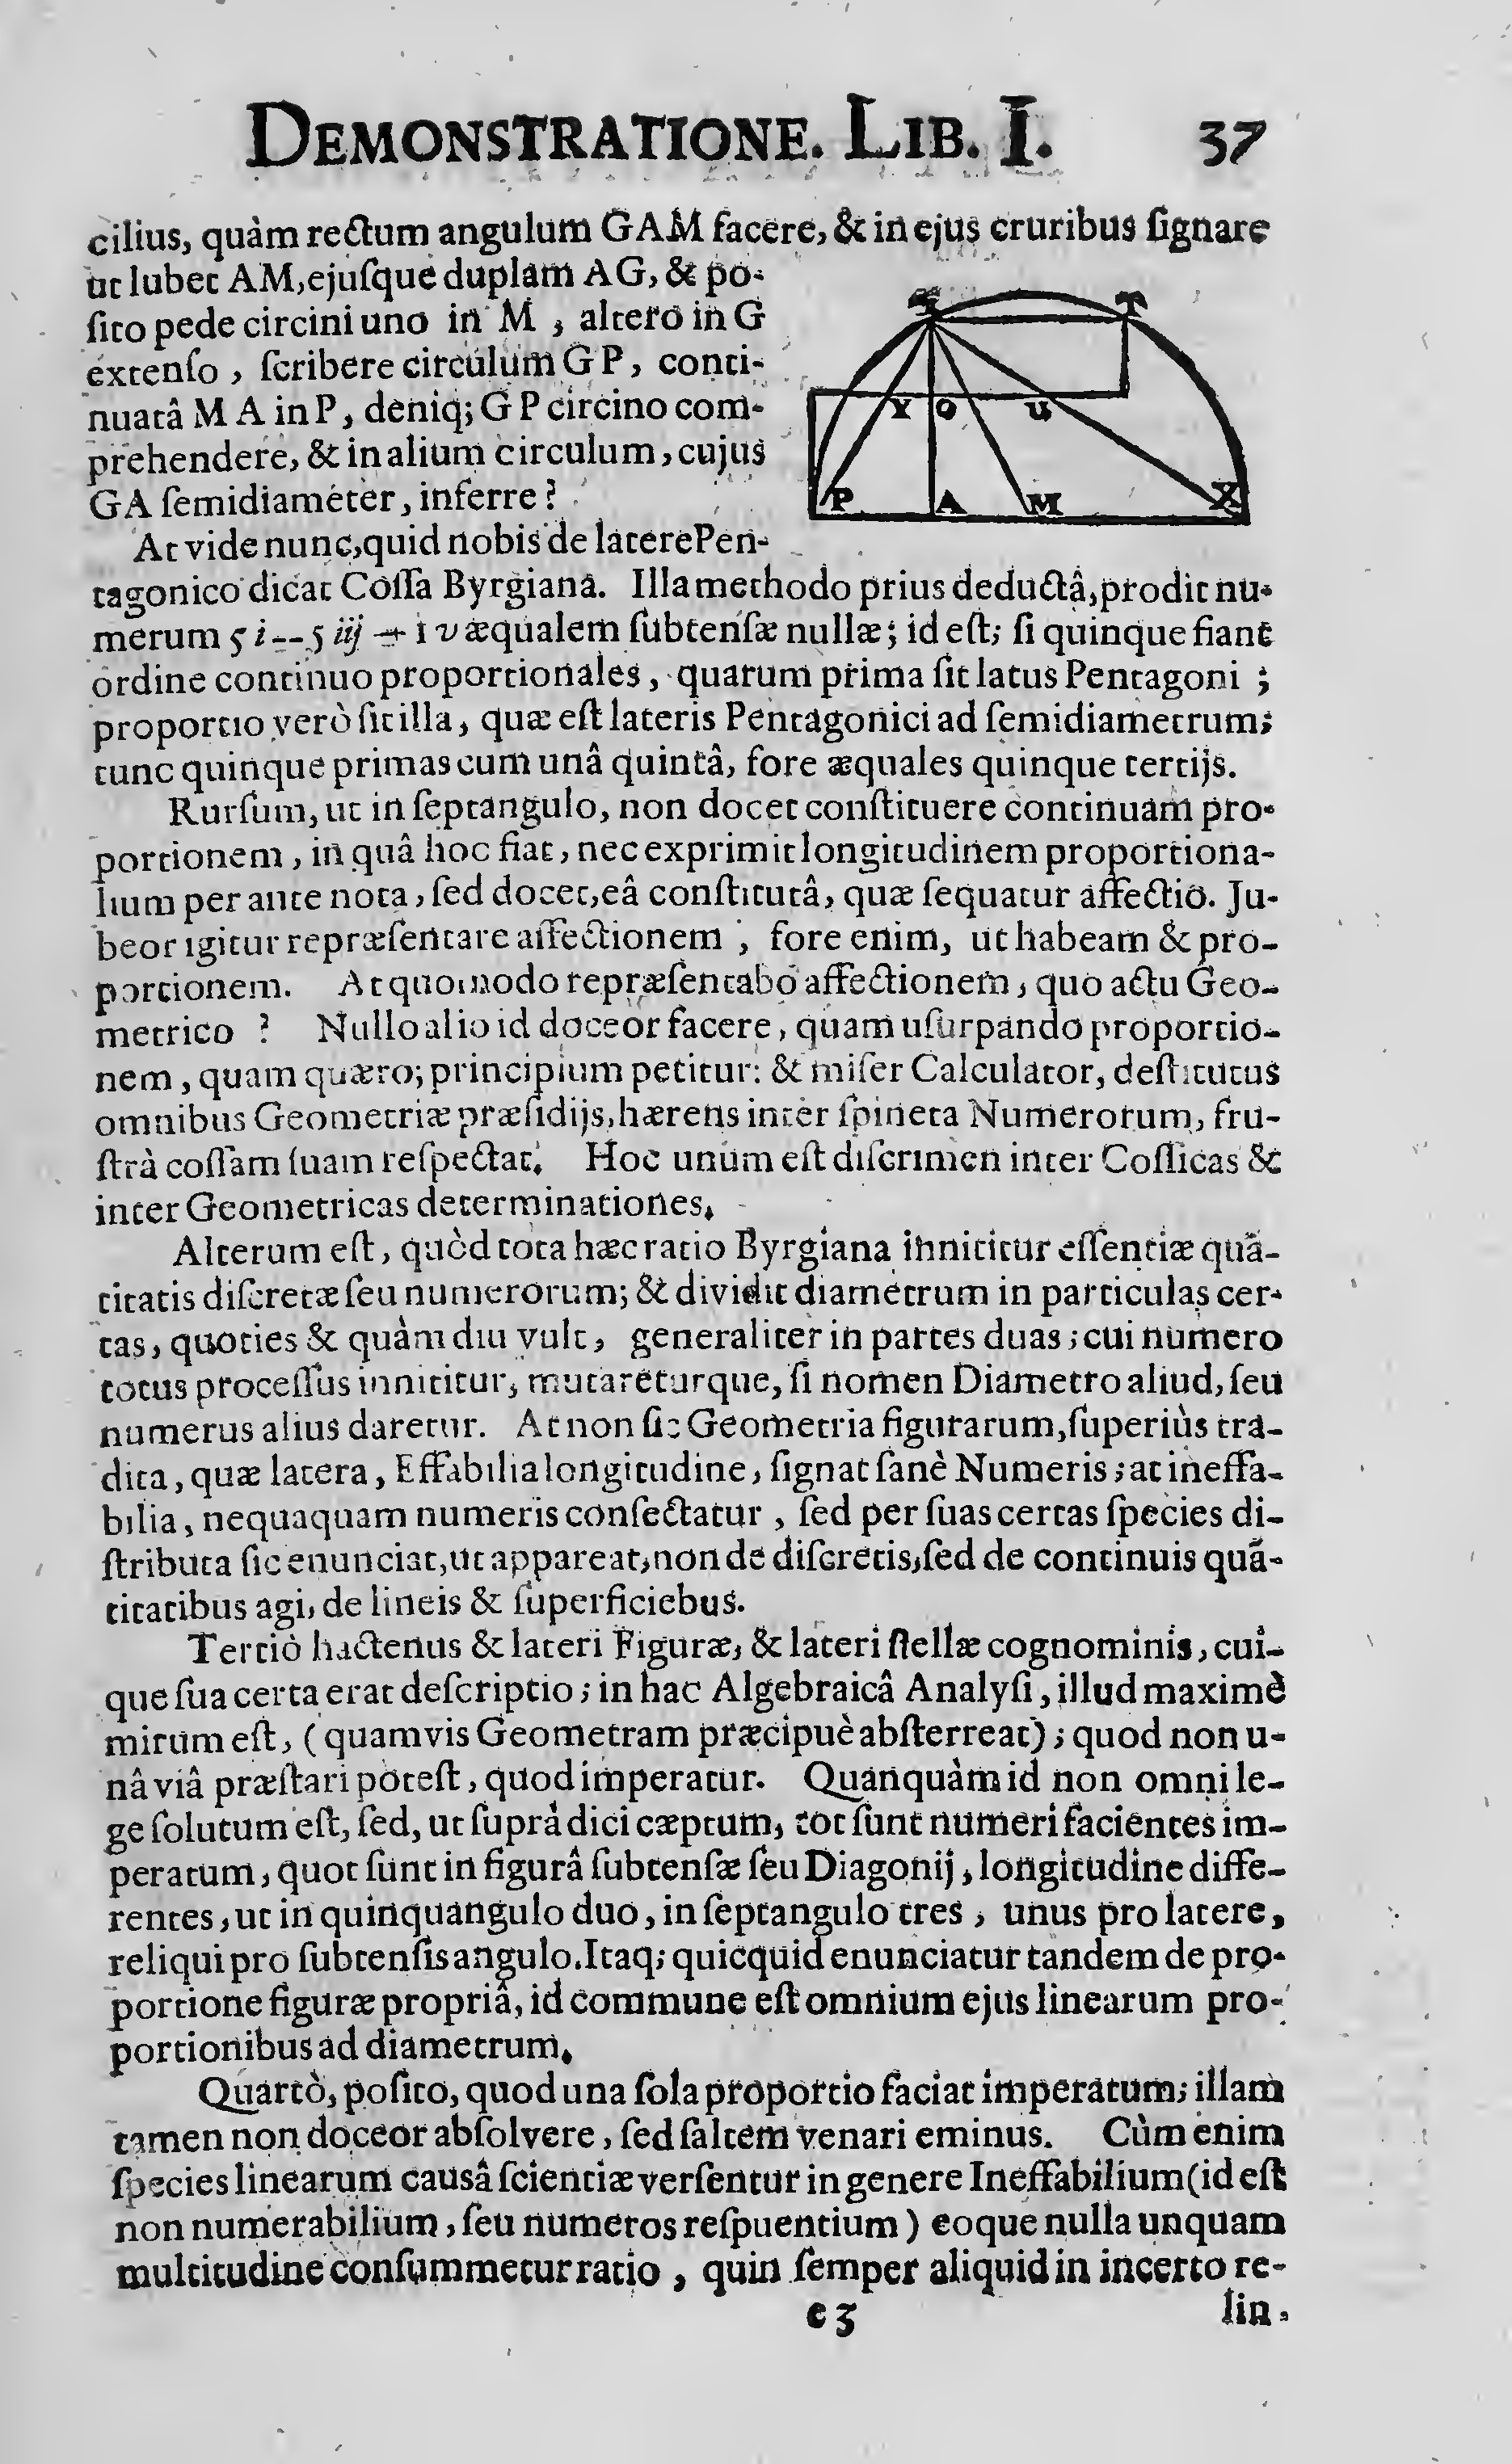 DEMONSTRATIONE. LIB. I. 37
cilius, quàm rectum angulum GAM facere, & in ejus cruribus ſignare
ut lubet AM, ejuſque duplam AG, & po-
ſito pede circini uno in M, altero in G
extenſo, ſcribere circulum GP, conti-
nuatâ MA in P, deniq; GP circino com-
prehendere, & in alium circulum, cujus
GA ſemidiameter, inferre?
G T
Y O U
P A M X
At vide nunc, quid nobis de latere Pen-
tagonico dicat Coſſa Byrgiana. Illa methodo prius deductâ, prodit nu-
merum 5 i -- 5 iij + 1 v æqualem ſubtenſæ nullæ; id eſt; ſi quinque fiant
ordine continuo proportionales, quarum prima ſit latus Pentagoni;
proportio verò ſit illa, quæ eſt lateris Pentagonici ad ſemidiametrum;
tunc quinque primas cum unâ quintâ, fore æquales quinque tertijs.
Rurſum, ut in ſeptangulo, non docet conſtituere continuam pro-
portionem, in quâ hoc fiat, nec exprimit longitudinem proportiona-
lium per ante nota, ſed docet, eâ conſtitutâ, quæ ſequatur affectio. Ju-
beor igitur repræſentare affectionem, fore enim, ut habeam & pro-
portionem. At quomodo repræſentabo affectionem, quo actu Geo-
metrico? Nullo alio id doceor facere, quam uſurpando proportio-
nem, quam quæro; principium petitur: & miſer Calculator, deſtitutus
omnibus Geometriæ præſidijs, hærens inter ſpineta Numerorum, fru-
ſtrà coſſam ſuam reſpectat. Hoc unum eſt diſcrimen inter Coſſicas &
inter Geometricas determinationes.
Alterum eſt, quòd tota hæc ratio Byrgiana innititur eſſentiæ quã-
titatis diſcretæ ſeu numerorum; & dividit diametrum in particulas cer-
tas, quoties & quàm diu vult, generaliter in partes duas; cui numero
totus proceſſus innititur, mutareturque, ſi nomen Diametro aliud, ſeu
numerus alius daretur. At non ſic Geometria figurarum, ſuperiùs tra-
dita, quæ latera, Effabilia longitudine, ſignat ſanè Numeris; at ineffa-
bilia, nequaquam numeris conſectatur, ſed per ſuas certas ſpecies di-
ſtributa ſic enunciat, ut appareat, non de diſcretis, ſed de continuis quã-
titatibus agi, de lineis & ſuperficiebus.
Tertiò hactenus & lateri Figuræ, & lateri ſtellæ cognominis, cui-
que ſua certa erat deſcriptio; in hac Algebraicâ Analyſi, illud maximè
mirum eſt, (quamvis Geometram præcipuè abſterreat); quod non u-
nâ viâ præſtari poteſt, quod imperatur. Quanquàm id non omni le-
ge ſolutum eſt, ſed, ut ſuprà dici cæptum, tot ſunt numeri facientes im-
peratum, quot ſunt in figurâ ſubtenſæ ſeu Diagonij, longitudine diffe-
rentes, ut in quinquangulo duo, in ſeptangulo tres, unus pro latere,
reliqui pro ſubtenſis angulo. Itaq; quicquid enunciatur tandem de pro-
portione figuræ propriâ, id commune eſt omnium ejus linearum pro-
portionibus ad diametrum.
Quartò, poſito, quod una ſola proportio faciat imperatum; illam
tamen non doceor abſolvere, ſed ſaltem venari eminus. Cùm enim
ſpecies linearum causâ ſcientiæ verſentur in genere Ineffabilium (id eſt
non numerabilium, ſeu numeros reſpuentium) eoque nulla unquam
multitudine conſummetur ratio, quin ſemper aliquid in incerto re-
e 3 lin-